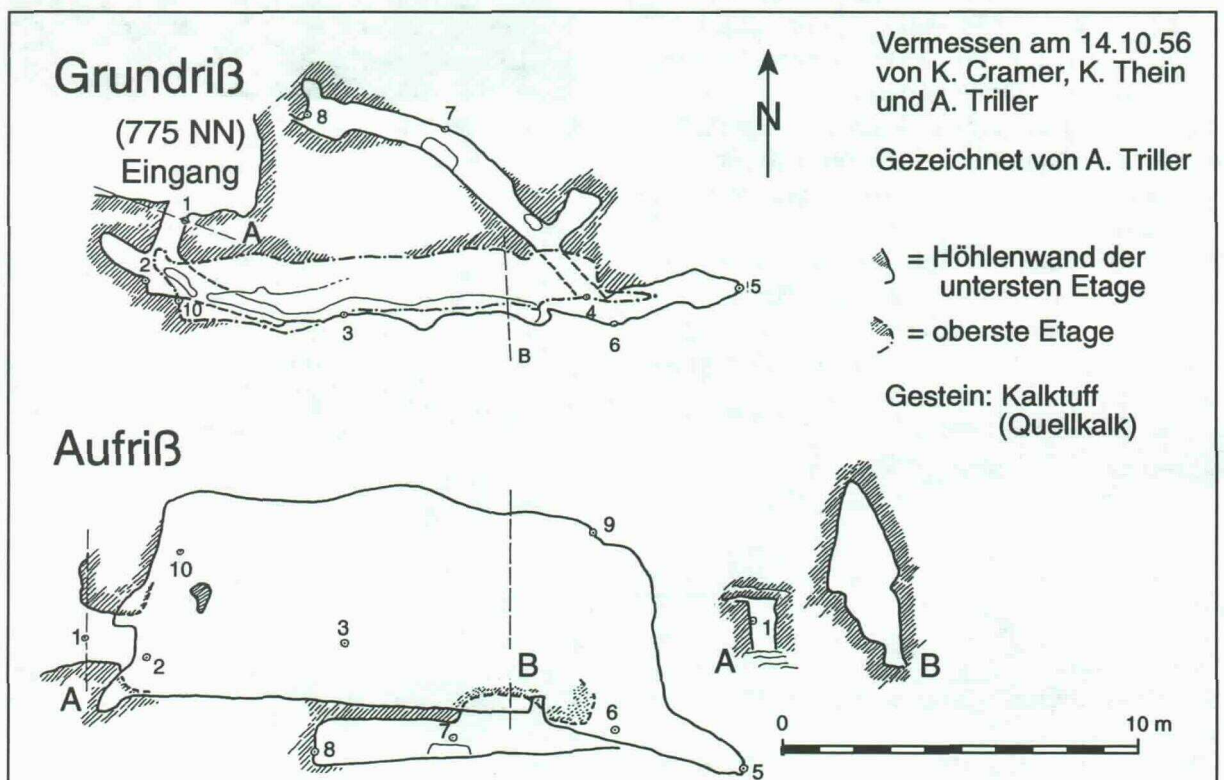 Grundriß
(775 NN)
Eingang
1
A
2
10
3
8
7
4
5
6
B
N
Vermessen am 14.10.56
von K. Cramer, K. Thein
und A. Triller
Gezeichnet von A. Triller
= Höhlenwand der
untersten Etage
= oberste Etage
Gestein: Kalktuff
(Quellkalk)
Aufriß
10
1
2
A
3
8
7
B
9
6
5
1
A
B
0
10 m